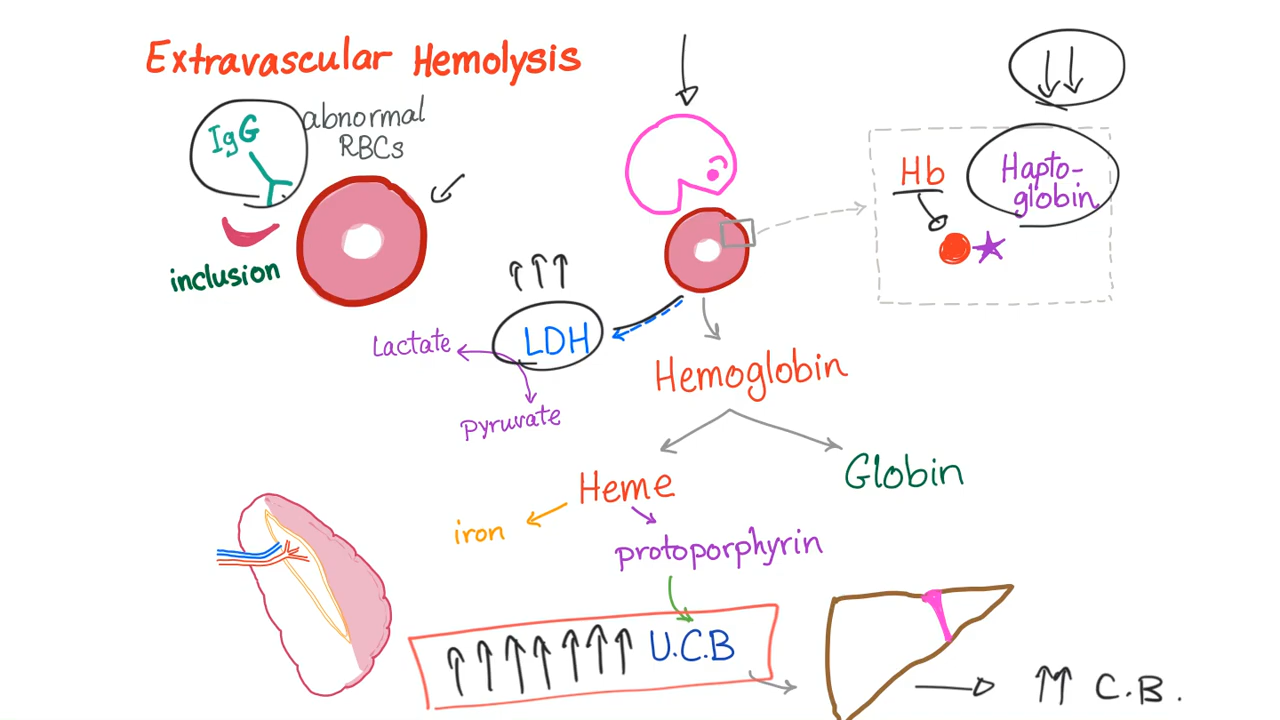 Extravascular Hemolysis
IgG
abnormal
RBCs
inclusion
Hb
Hapto-
globin
LDH
Lactate
Pyruvate
Hemoglobin
Heme
Globin
iron
protoporphyrin
U.C.B
C.B.